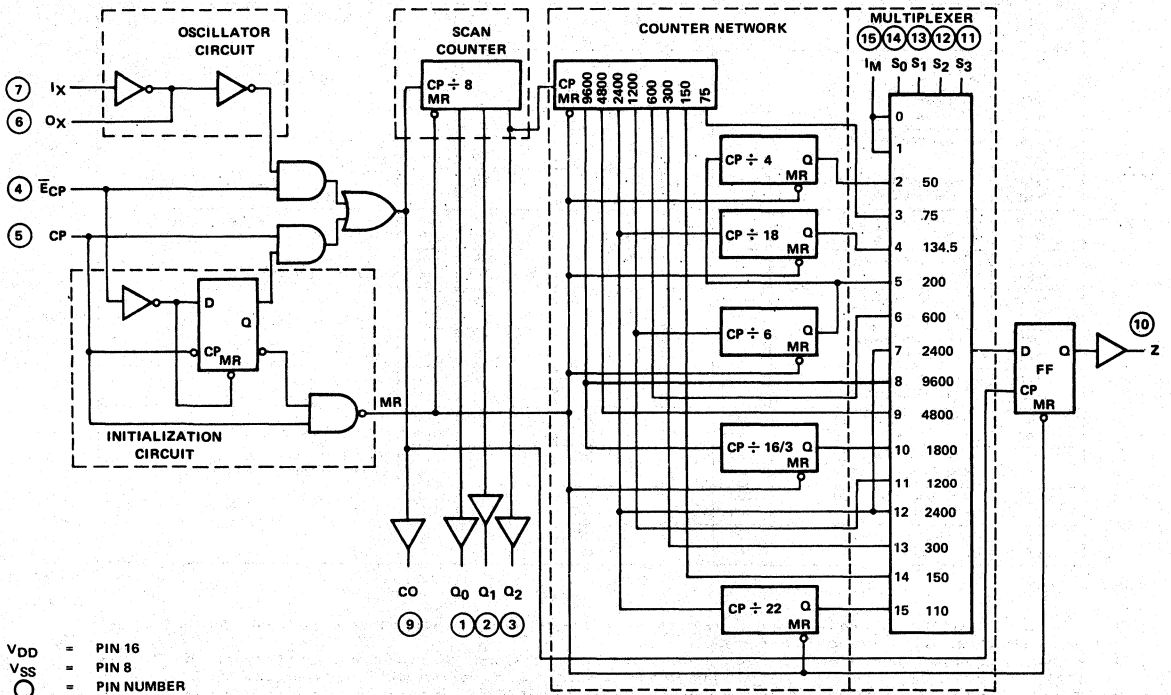 OSCILLATOR
CIRCUIT
7 IX
6 OX
4 ECP
5 CP
D
Q
CP
MR
MR
INITIALIZATION
CIRCUIT
SCAN
COUNTER
CP ÷ 8
MR
CO Q0 Q1 Q2
9 1 2 3
COUNTER NETWORK
CP
MR
9600
4800
2400
1200
600
300
150
75
CP ÷ 4 Q
MR
CP ÷ 18 Q
MR
CP ÷ 6 Q
MR
CP ÷ 16/3 Q
MR
CP ÷ 22 Q
MR
MULTIPLEXER
15 14 13 12 11
IM S0 S1 S2 S3
0
1
2 50
3 75
4 134.5
5 200
6 600
7 2400
8 9600
9 4800
10 1800
11 1200
12 2400
13 300
14 150
15 110
D Q
FF
CP
MR
10
Z
VDD = PIN 16
VSS = PIN 8
= PIN NUMBER